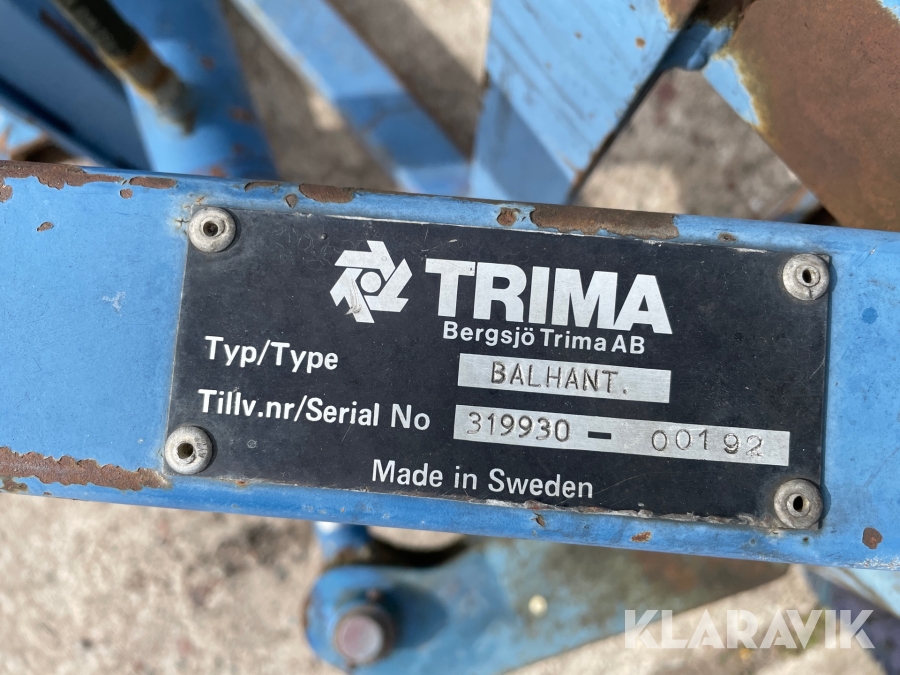 TRIMA
Bergsjö Trima AB
Typ/Type BALHANT.
Tillv.nr/Serial No 319930 - 00192
Made in Sweden
KLARAVIK